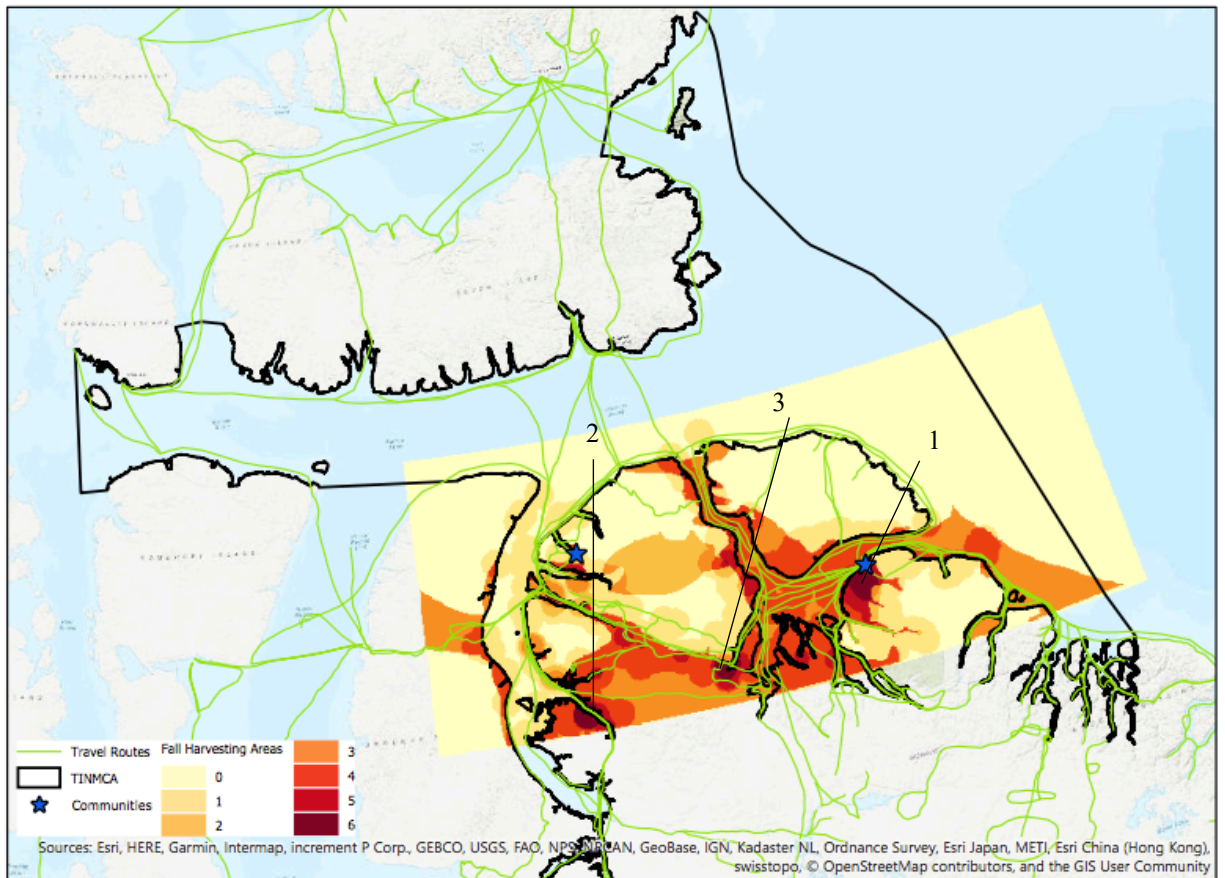 3
1
2
Travel Routes
TINMCA
Communities
Fall Harvesting Areas
0
1
2
3
4
5
6
Sources: Esri, HERE, Garmin, Intermap, increment P Corp., GEBCO, USGS, FAO, NPS, NRCAN, GeoBase, IGN, Kadaster NL, Ordnance Survey, Esri Japan, METI, Esri China (Hong Kong),
swisstopo, © OpenStreetMap contributors, and the GIS User Community